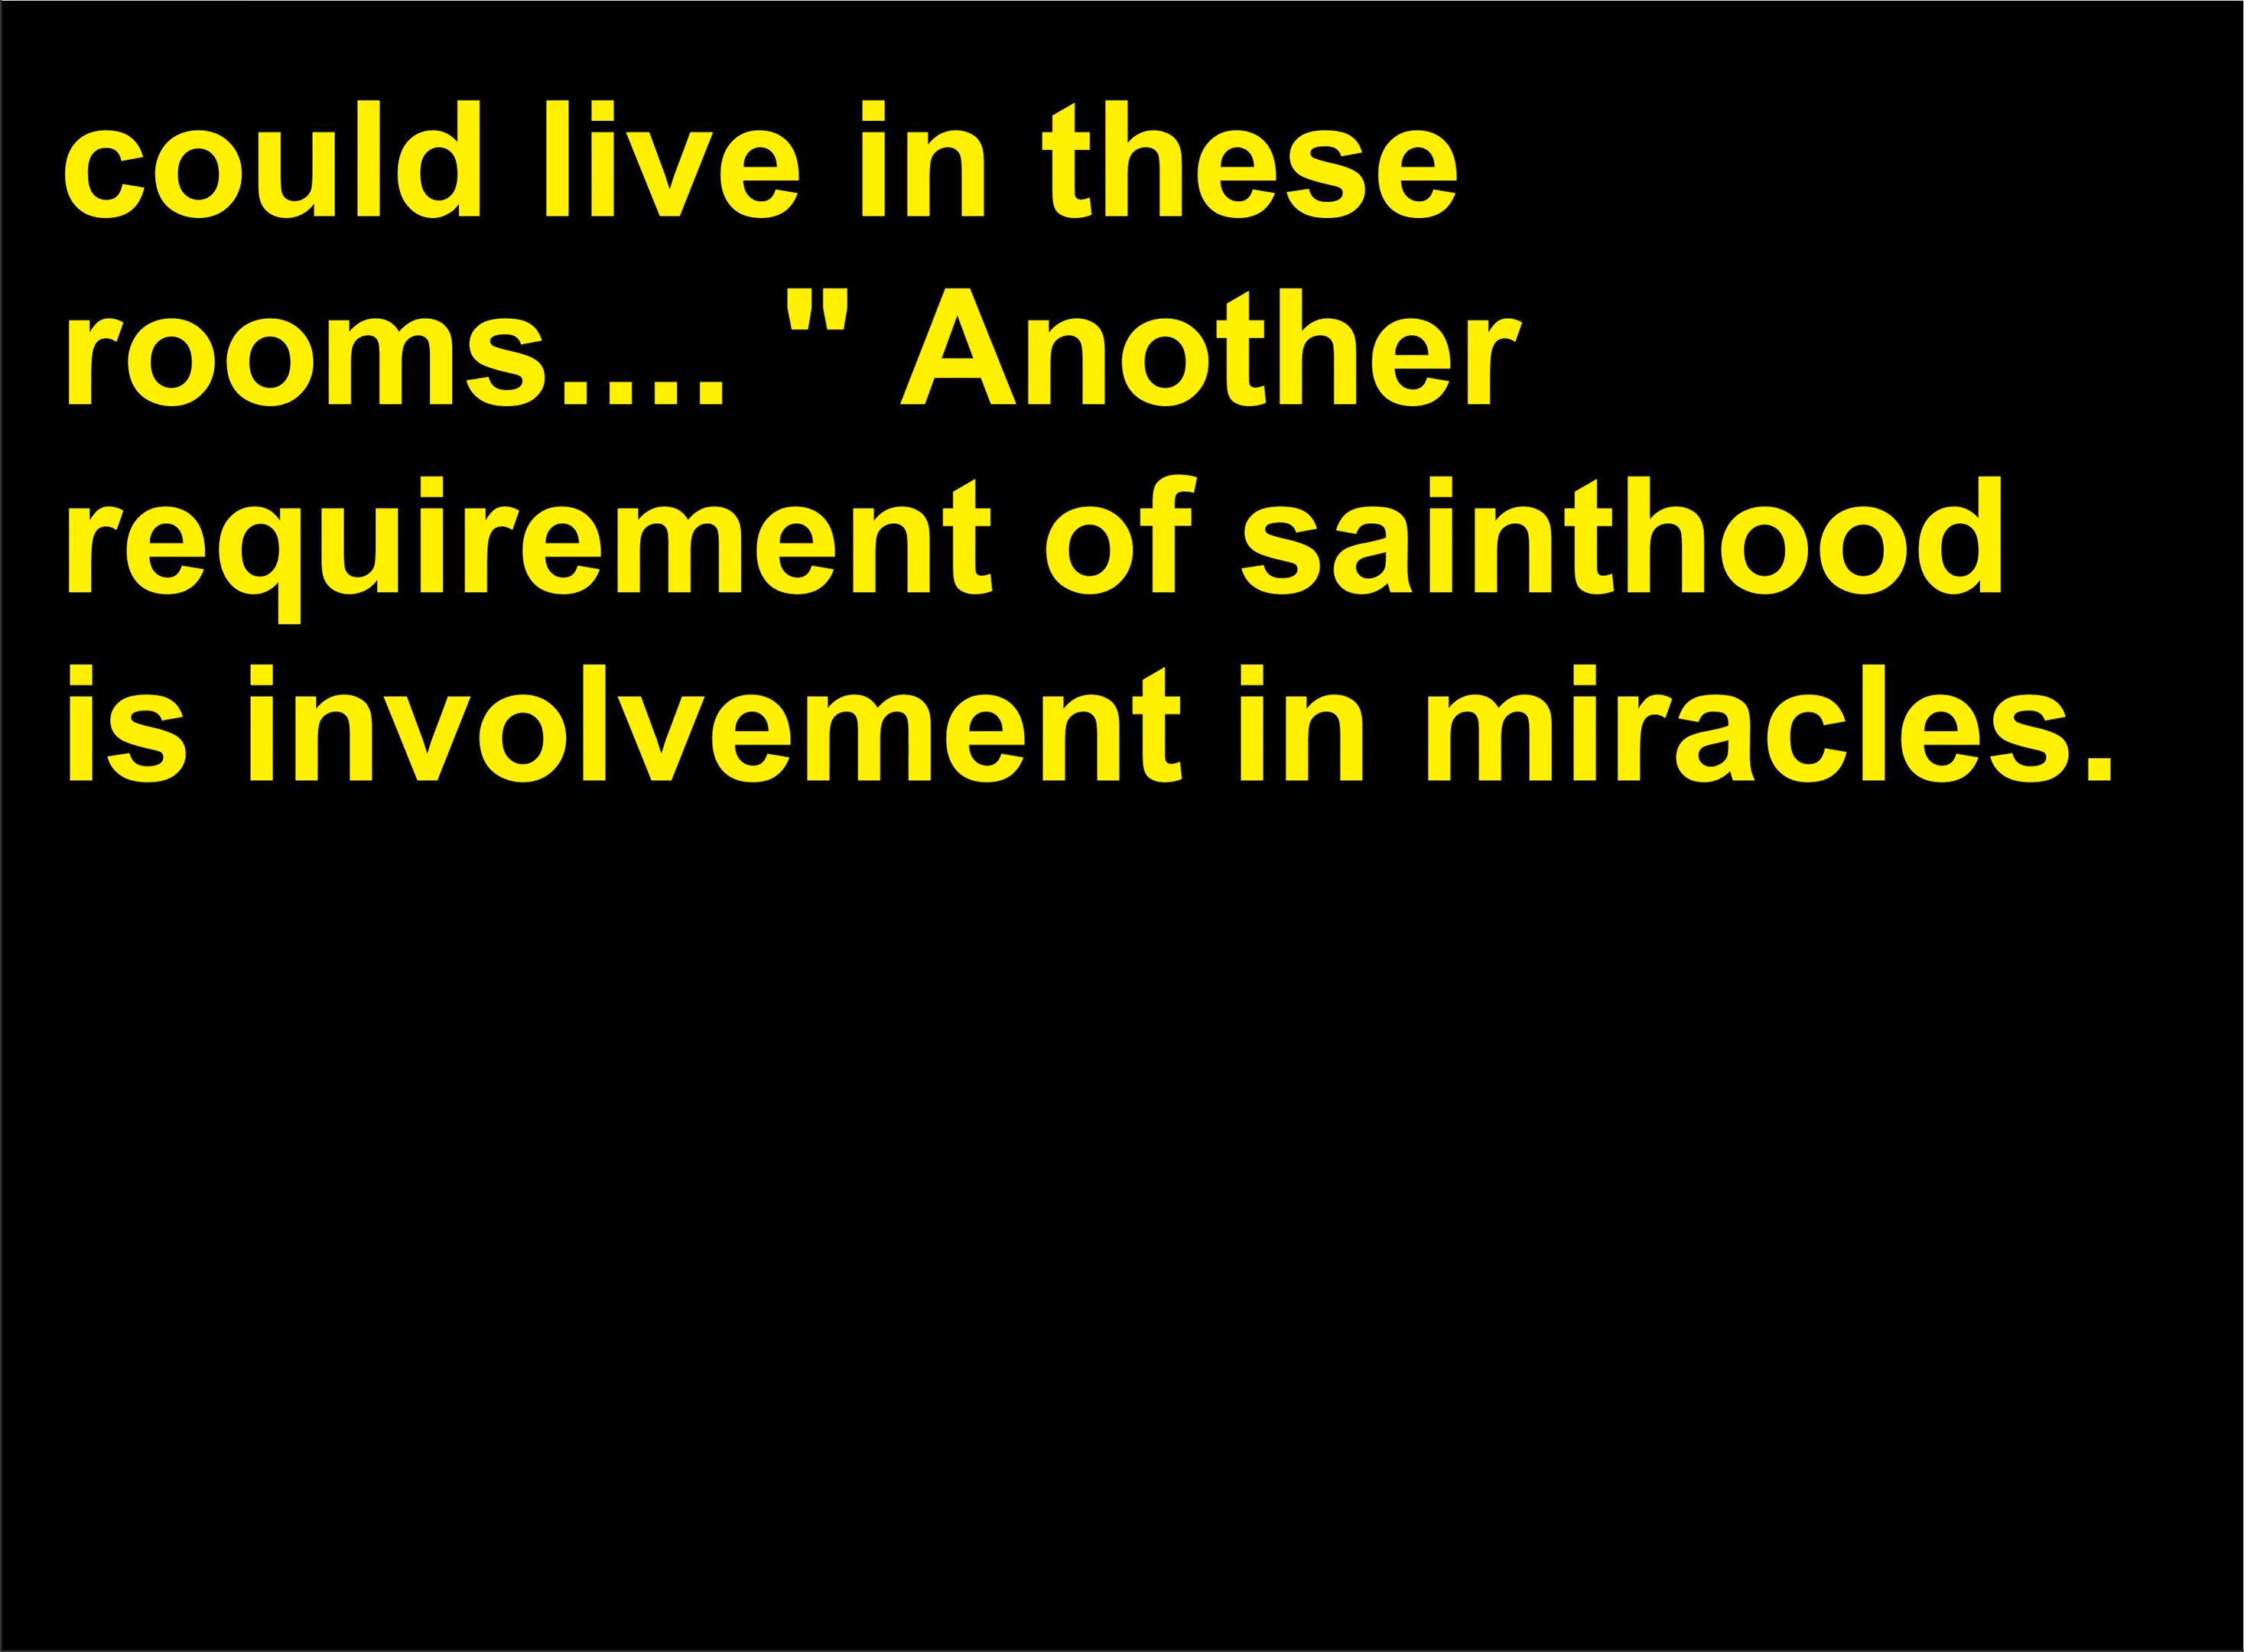 could live in these
rooms.... " Another
requirement of sainthood
is involvement in miracles.